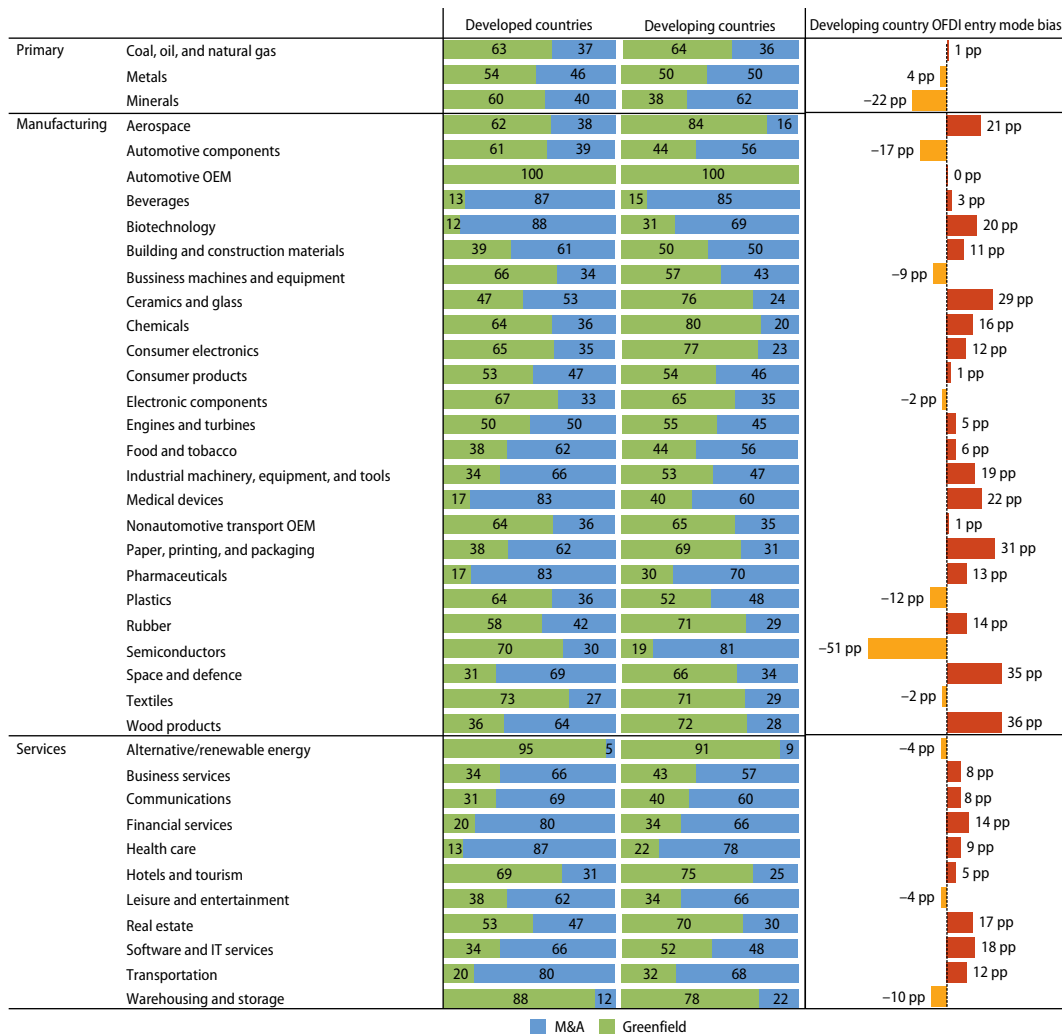 Developed countries Developing countries Developing country OFDI entry mode bias
Primary Coal, oil, and natural gas 63 37 64 36 1 pp
Metals 54 46 50 50 4 pp
Minerals 60 40 38 62 −22 pp
Manufacturing Aerospace 62 38 84 16 21 pp
Automotive components 61 39 44 56 −17 pp
Automotive OEM 100 100 0 pp
Beverages 13 87 15 85 3 pp
Biotechnology 12 88 31 69 20 pp
Building and construction materials 39 61 50 50 11 pp
Bussiness machines and equipment 66 34 57 43 −9 pp
Ceramics and glass 47 53 76 24 29 pp
Chemicals 64 36 80 20 16 pp
Consumer electronics 65 35 77 23 12 pp
Consumer products 53 47 54 46 1 pp
Electronic components 67 33 65 35 −2 pp
Engines and turbines 50 50 55 45 5 pp
Food and tobacco 38 62 44 56 6 pp
Industrial machinery, equipment, and tools 34 66 53 47 19 pp
Medical devices 17 83 40 60 22 pp
Nonautomotive transport OEM 64 36 65 35 1 pp
Paper, printing, and packaging 38 62 69 31 31 pp
Pharmaceuticals 17 83 30 70 13 pp
Plastics 64 36 52 48 −12 pp
Rubber 58 42 71 29 14 pp
Semiconductors 70 30 19 81 −51 pp
Space and defence 31 69 66 34 35 pp
Textiles 73 27 71 29 −2 pp
Wood products 36 64 72 28 36 pp
Services Alternative/renewable energy 95 5 91 9 −4 pp
Business services 34 66 43 57 8 pp
Communications 31 69 40 60 8 pp
Financial services 20 80 34 66 14 pp
Health care 13 87 22 78 9 pp
Hotels and tourism 69 31 75 25 5 pp
Leisure and entertainment 38 62 34 66 −4 pp
Real estate 53 47 70 30 17 pp
Software and IT services 34 66 52 48 18 pp
Transportation 20 80 32 68 12 pp
Warehousing and storage 88 12 78 22 −10 pp
M&A Greenfield